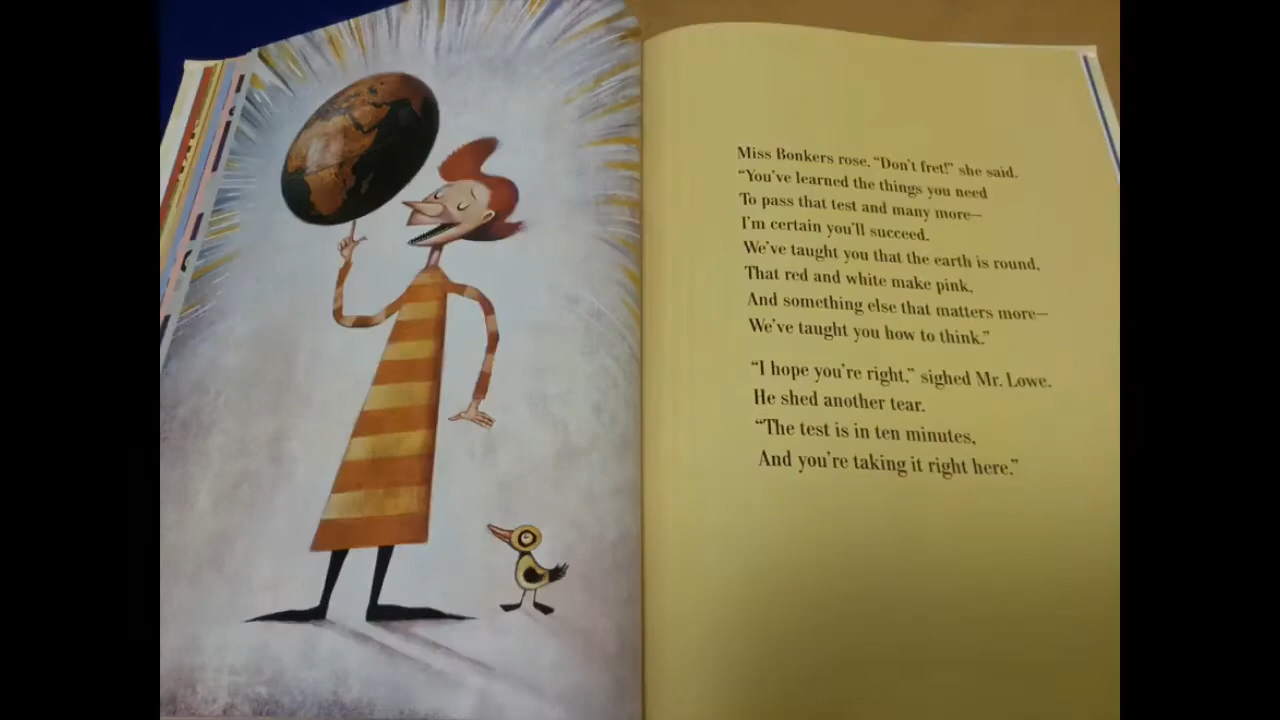 Miss Bonkers rose. “Don’t fret!” she said.
“You’ve learned the things you need
To pass that test and many more—
I’m certain you’ll succeed.
We’ve taught you that the earth is round,
That red and white make pink,
And something else that matters more—
We’ve taught you how to think.”
“I hope you’re right,” sighed Mr. Lowe.
He shed another tear.
“The test is in ten minutes,
And you’re taking it right here.”